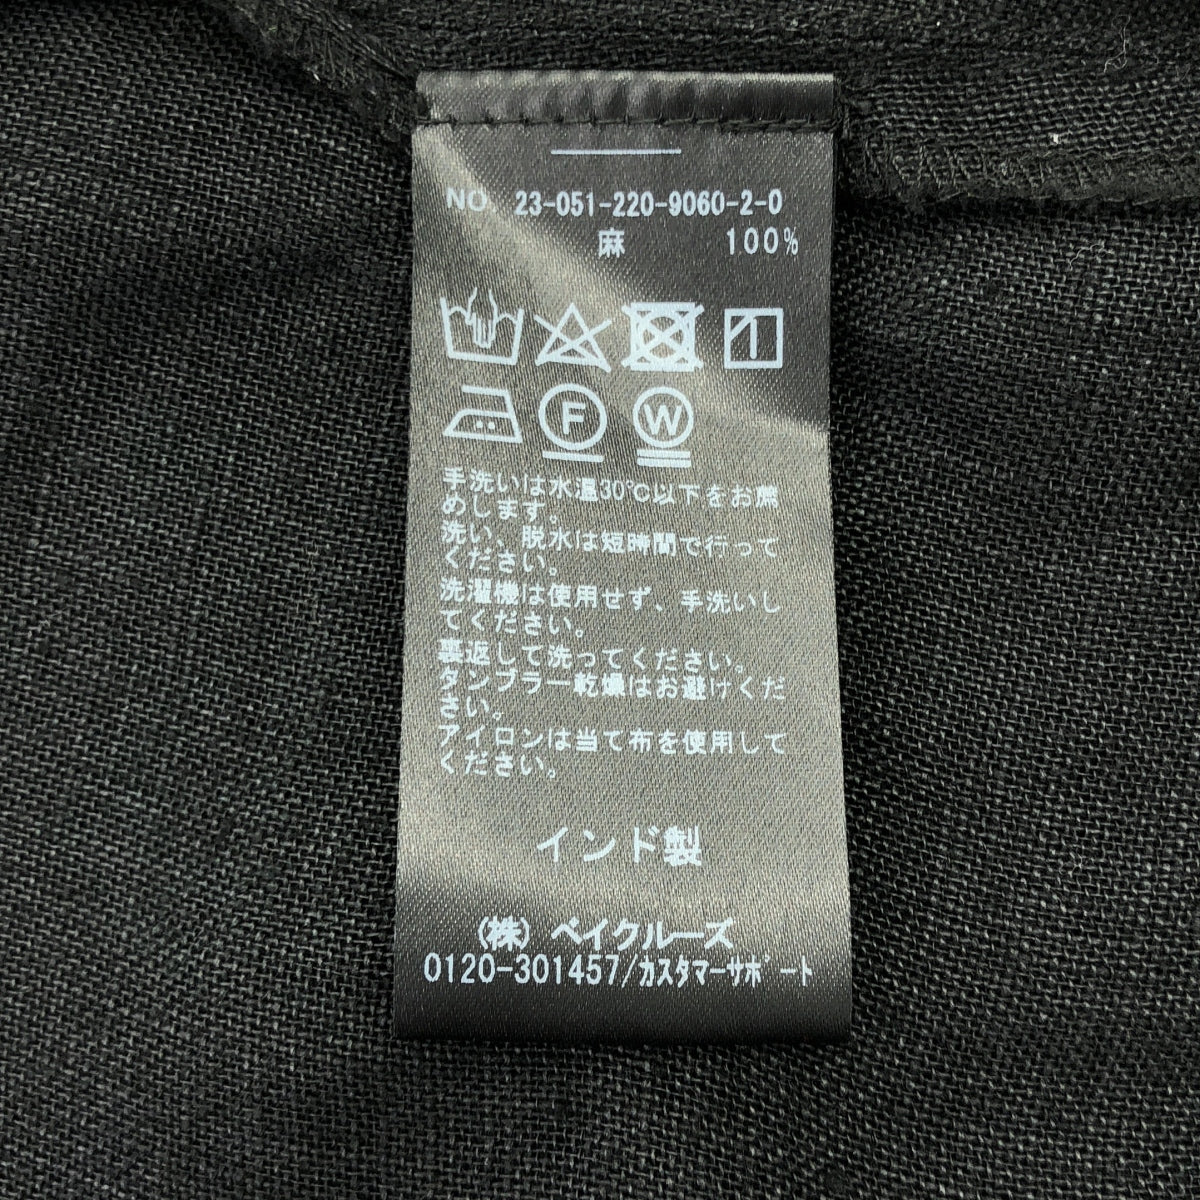 NO 23-051-220-9060-2-0
麻 100%
1
F W
手洗いは水温30℃以下をお薦
めします。
洗い、脱水は短時間で行って
ください。
洗濯機は使用せず、手洗いし
てください。
裏返して洗ってください。
タンブラー乾燥はお避けくだ
さい。
アイロンは当て布を使用して
ください。
インド製
(株) ベイクルーズ
0120-301457/カスタマーサポート